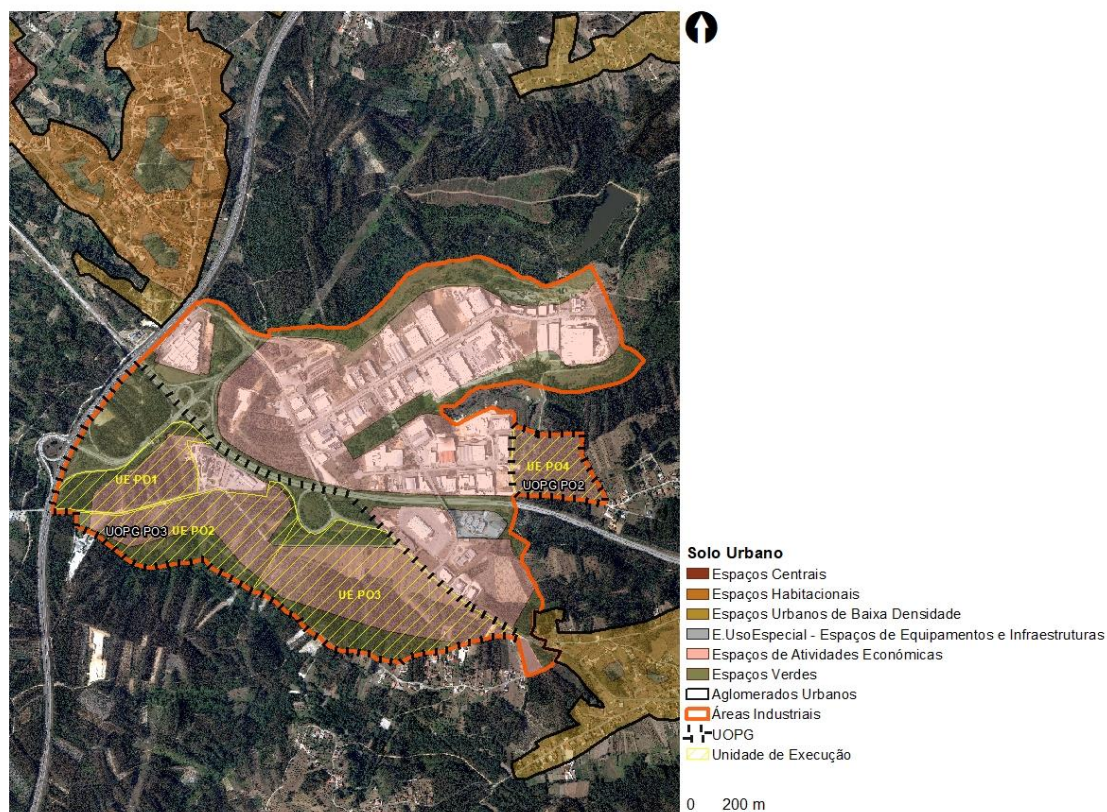 UE PO1
UE PO4
UOPG PO2
UOPG PO3
UE PO2
UE PO3
Solo Urbano
Espaços Centrais
Espaços Habitacionais
Espaços Urbanos de Baixa Densidade
E.UsoEspecial - Espaços de Equipamentos e Infraestruturas
Espaços de Atividades Económicas
Espaços Verdes
Aglomerados Urbanos
Áreas Industriais
UOPG
Unidade de Execução
0 200 m